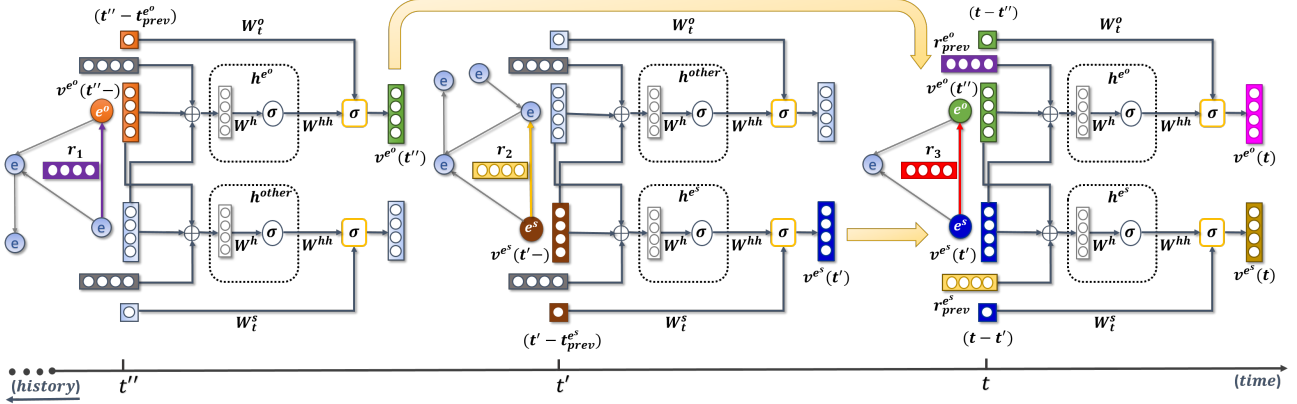 (t'' − t^{e^o}_{prev})
W^o_t
v^{e^o}(t''−)
h^{e^o}
e^o
W^h
σ
W^{hh}
σ
v^{e^o}(t'')
r_1
e
e
e
h^{other}
W^h
σ
W^{hh}
σ
W^s_t
W^o_t
e
e
e
e
h^{other}
W^h
σ
W^{hh}
σ
r_2
e^s
v^{e^s}(t'−)
h^{e^s}
W^h
σ
W^{hh}
σ
v^{e^s}(t')
W^s_t
(t' − t^{e^s}_{prev})
(t − t'')
W^o_t
r^{e^o}_{prev}
v^{e^o}(t'')
h^{e^o}
e^o
W^h
σ
W^{hh}
σ
v^{e^o}(t)
e
r_3
e^s
v^{e^s}(t')
h^{e^s}
W^h
σ
W^{hh}
σ
v^{e^s}(t)
r^{e^s}_{prev}
W^s_t
(t − t')
(history)
t''
t'
t
(time)